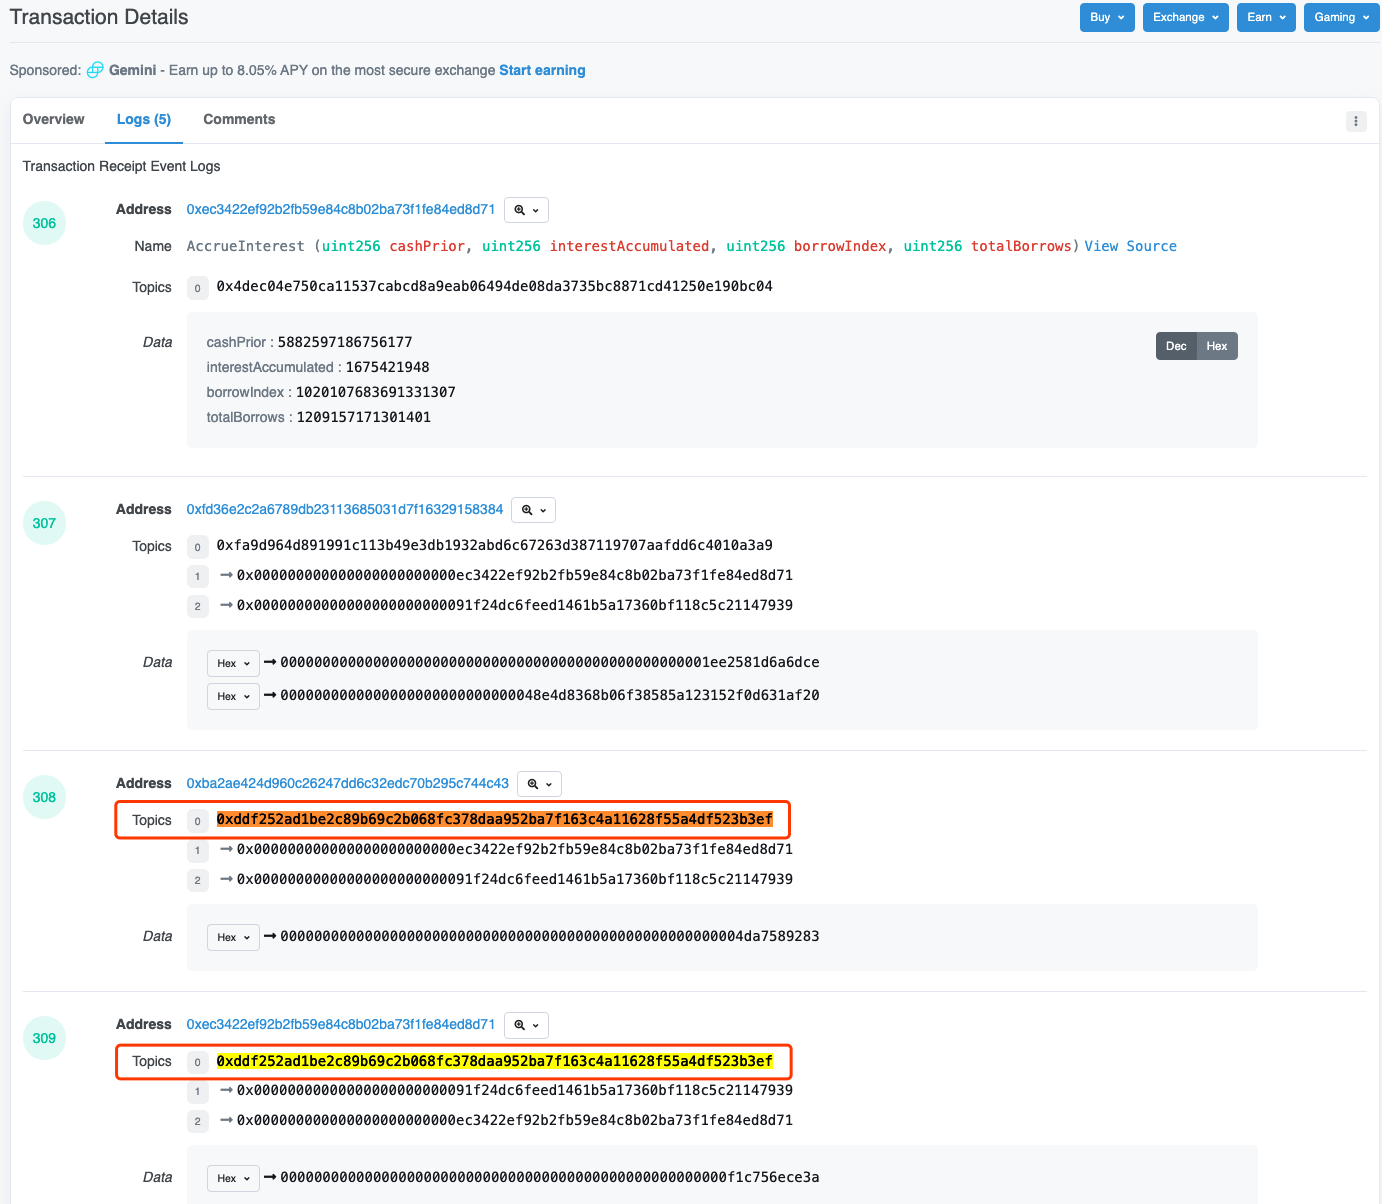 Transaction Details
Buy
Exchange
Earn
Gaming
Sponsored: Gemini - Earn up to 8.05% APY on the most secure exchange Start earning
Overview
Logs (5)
Comments
Transaction Receipt Event Logs
306
Address 0xec3422ef92b2fb59e84c8b02ba73f1fe84ed8d71
Name AccrueInterest (uint256 cashPrior, uint256 interestAccumulated, uint256 borrowIndex, uint256 totalBorrows) View Source
Topics 0 0x4dec04e750ca11537cabcd8a9eab06494de08da3735bc8871cd41250e190bc04
Data
cashPrior : 5882597186756177
Dec Hex
interestAccumulated : 1675421948
borrowIndex : 1020107683691331307
totalBorrows : 1209157171301401
307
Address 0xfd36e2c2a6789db23113685031d7f16329158384
Topics 0 0xfa9d964d891991c113b49e3db1932abd6c67263d387119707aafdd6c4010a3a9
1 → 0x000000000000000000000000ec3422ef92b2fb59e84c8b02ba73f1fe84ed8d71
2 → 0x00000000000000000000000091f24dc6feed1461b5a17360bf118c5c21147939
Data
Hex → 00000000000000000000000000000000000000000000000000001ee2581d6a6dce
Hex → 000000000000000000000000000048e4d8368b06f38585a123152f0d631af20
308
Address 0xba2ae424d960c26247dd6c32edc70b295c744c43
Topics 0 0xddf252ad1be2c89b69c2b068fc378daa952ba7f163c4a11628f55a4df523b3ef
1 → 0x000000000000000000000000ec3422ef92b2fb59e84c8b02ba73f1fe84ed8d71
2 → 0x00000000000000000000000091f24dc6feed1461b5a17360bf118c5c21147939
Data
Hex → 0000000000000000000000000000000000000000000000000000004da7589283
309
Address 0xec3422ef92b2fb59e84c8b02ba73f1fe84ed8d71
Topics 0 0xddf252ad1be2c89b69c2b068fc378daa952ba7f163c4a11628f55a4df523b3ef
1 → 0x00000000000000000000000091f24dc6feed1461b5a17360bf118c5c21147939
2 → 0x000000000000000000000000ec3422ef92b2fb59e84c8b02ba73f1fe84ed8d71
Data
Hex → 00000000000000000000000000000000000000000000000000000f1c756ece3a